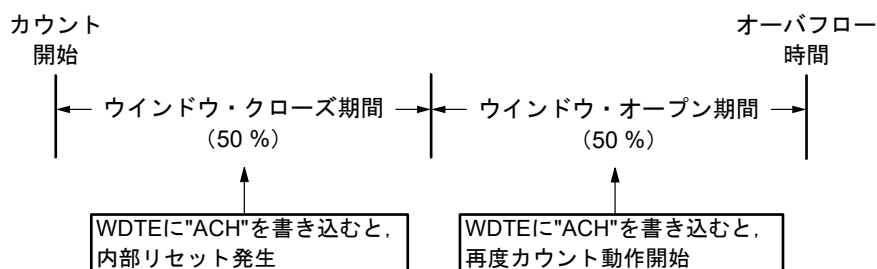 カウント
開始
オーバフロー
時間
ウインドウ・クローズ期間
(50 %)
ウインドウ・オープン期間
(50 %)
WDTEに"ACH"を書き込むと,
内部リセット発生
WDTEに"ACH"を書き込むと,
再度カウント動作開始